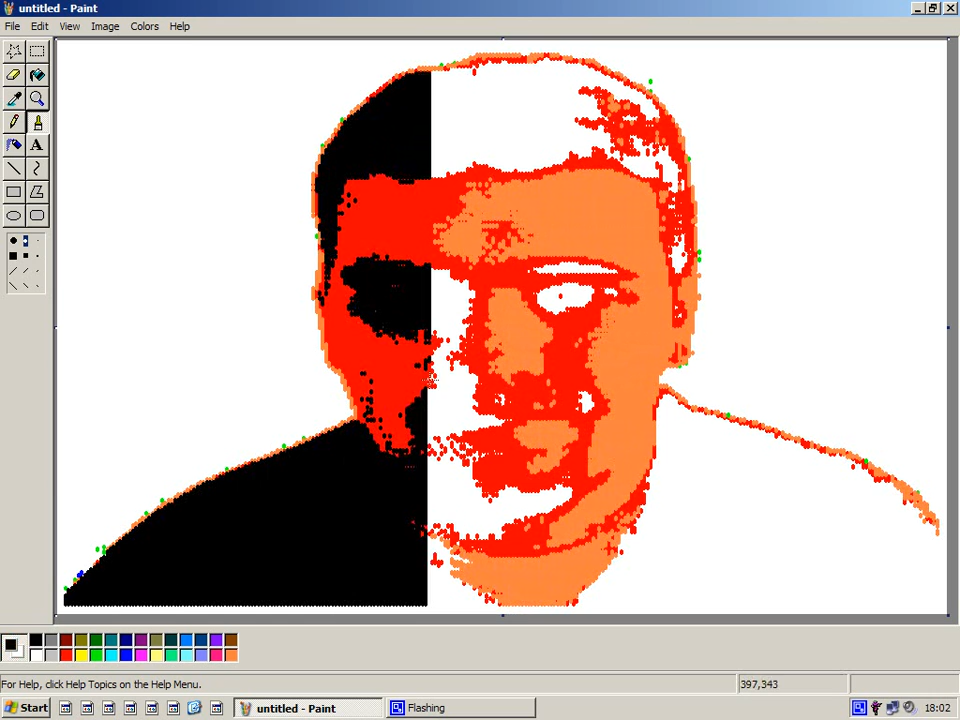 untitled - Paint
File Edit View Image Colors Help
A
For Help, click Help Topics on the Help Menu.
397,343
Start
untitled - Paint
Flashing
18:02